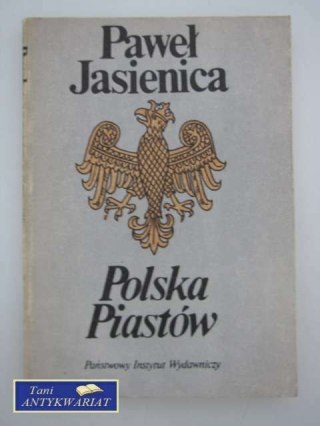 Paweł
Jasienica
Polska
Piastów
Państwowy Instytut Wydawniczy
Tani
ANTYKWARIAT